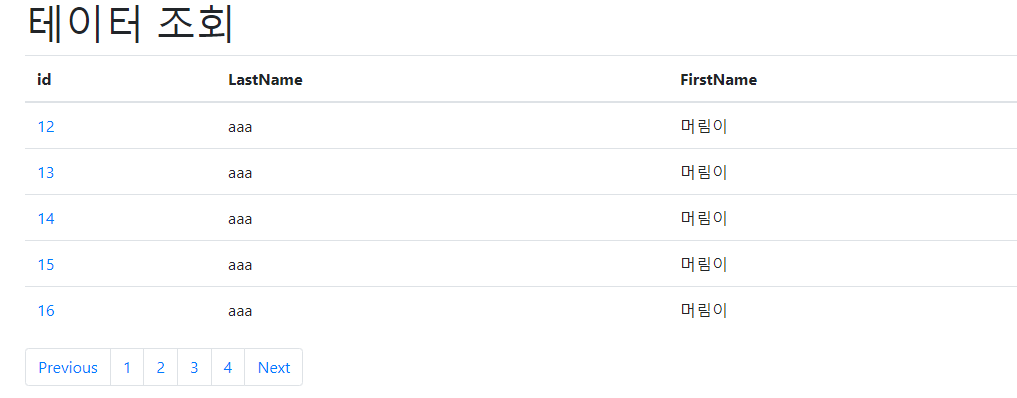 테이터 조회
id LastName FirstName
12 aaa 머림이
13 aaa 머림이
14 aaa 머림이
15 aaa 머림이
16 aaa 머림이
Previous 1 2 3 4 Next